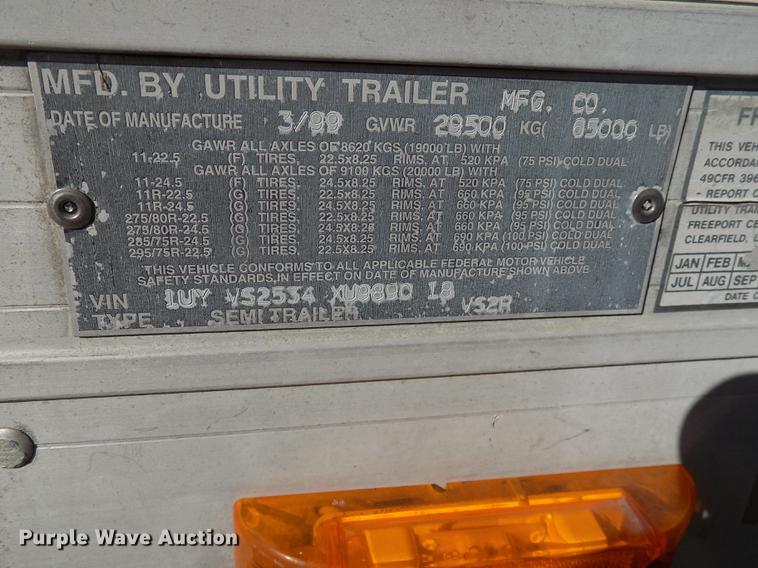 MFD. BY UTILITY TRAILER MFG. CO.
DATE OF MANUFACTURE 3/99 GVWR 29500 KG( 65000 LB)
GAWR ALL AXLES OF 8620 KGS (19000 LB) WITH
11-22.5 (F) TIRES, 22.5x8.25 RIMS, AT 520 KPA (75 PSI) COLD DUAL
GAWR ALL AXLES OF 9100 KGS (20000 LB) WITH
11-24.5 (F) TIRES, 24.5x8.25 RIMS, AT 520 KPA (75 PSI) COLD DUAL
11R-22.5 (G) TIRES, 22.5x8.25 RIMS, AT 660 KPA (95 PSI) COLD DUAL
11R-24.5 (G) TIRES, 24.5x8.25 RIMS, AT 660 KPA (95 PSI) COLD DUAL
275/80R-22.5 (G) TIRES, 22.5x8.25 RIMS, AT 660 KPA (95 PSI) COLD DUAL
275/80R-24.5 (G) TIRES, 24.5x8.25 RIMS, AT 660 KPA (95 PSI) COLD DUAL
285/75R-24.5 (G) TIRES, 24.5x8.25 RIMS, AT 690 KPA (100 PSI) COLD DUAL
295/75R-22.5 (G) TIRES, 22.5x8.25 RIMS, AT 690 KPA (100 PSI) COLD DUAL
THIS VEHICLE CONFORMS TO ALL APPLICABLE FEDERAL MOTOR VEHICLE
SAFETY STANDARDS, IN EFFECT ON DATE OF MANUFACTURE SHOWN ABOVE
VIN 1UY VS2534
TYPE SEMI TRAILER VS2R
THIS VEH
ACCORDA
49CFR 396
- REPORT C
UTILITY TRAI
FREEPORT CE
CLEARFIELD,
JAN FEB
JUL AUG SEP
DATE
Purple Wave Auction